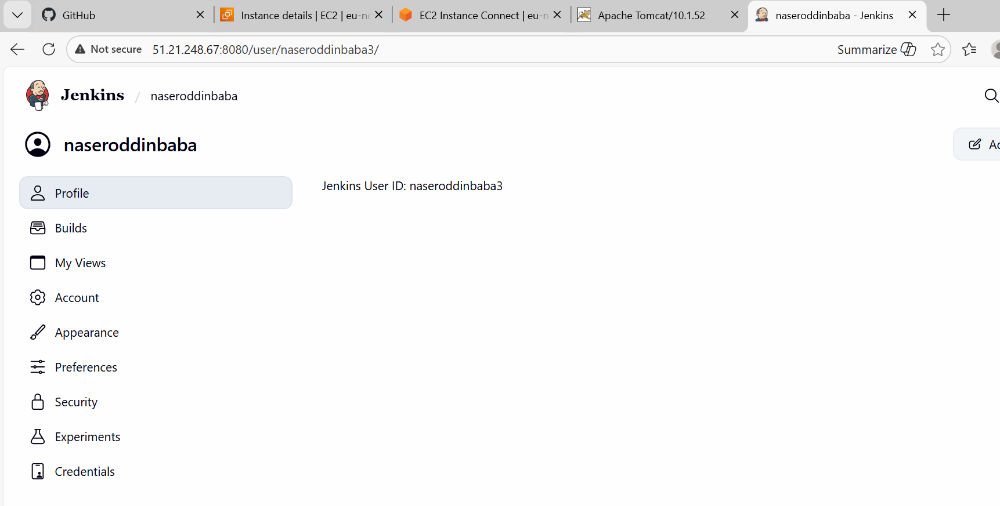 GitHub
Instance details | EC2 | eu-no
EC2 Instance Connect | eu-n
Apache Tomcat/10.1.52
naseroddinbaba - Jenkins
Not secure 51.21.248.67:8080/user/naseroddinbaba3/ Summarize
Jenkins / naseroddinbaba
naseroddinbaba
Profile
Jenkins User ID: naseroddinbaba3
Builds
My Views
Account
Appearance
Preferences
Security
Experiments
Credentials